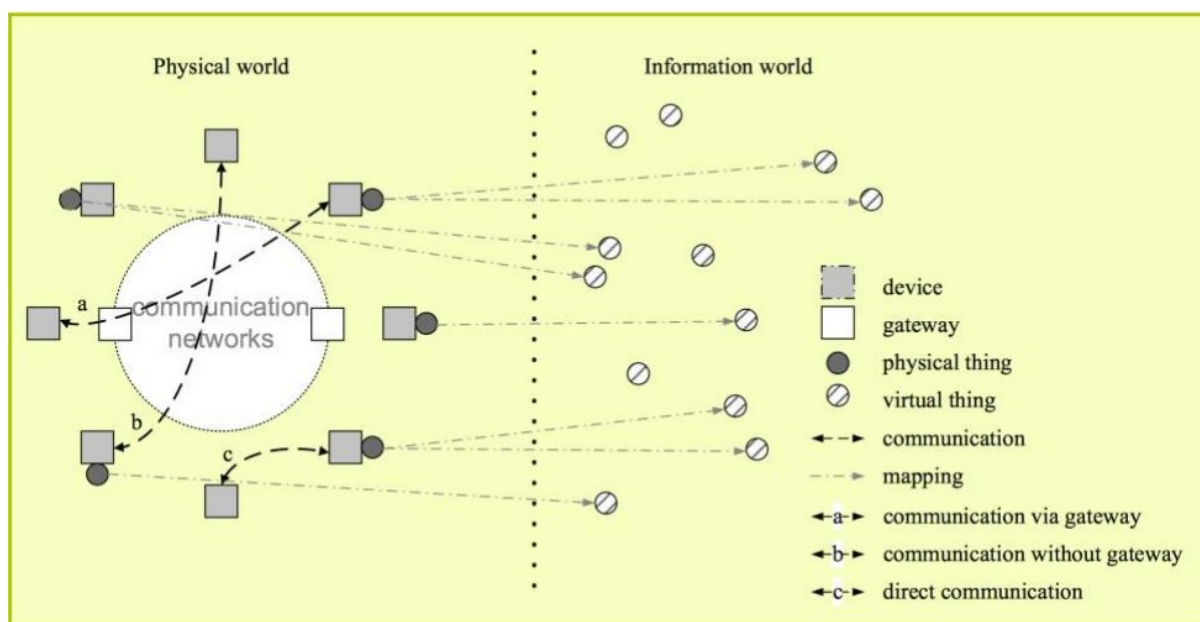 Physical world
Information world
a
communication
networks
b
c
device
gateway
physical thing
virtual thing
communication
mapping
a communication via gateway
b communication without gateway
c direct communication